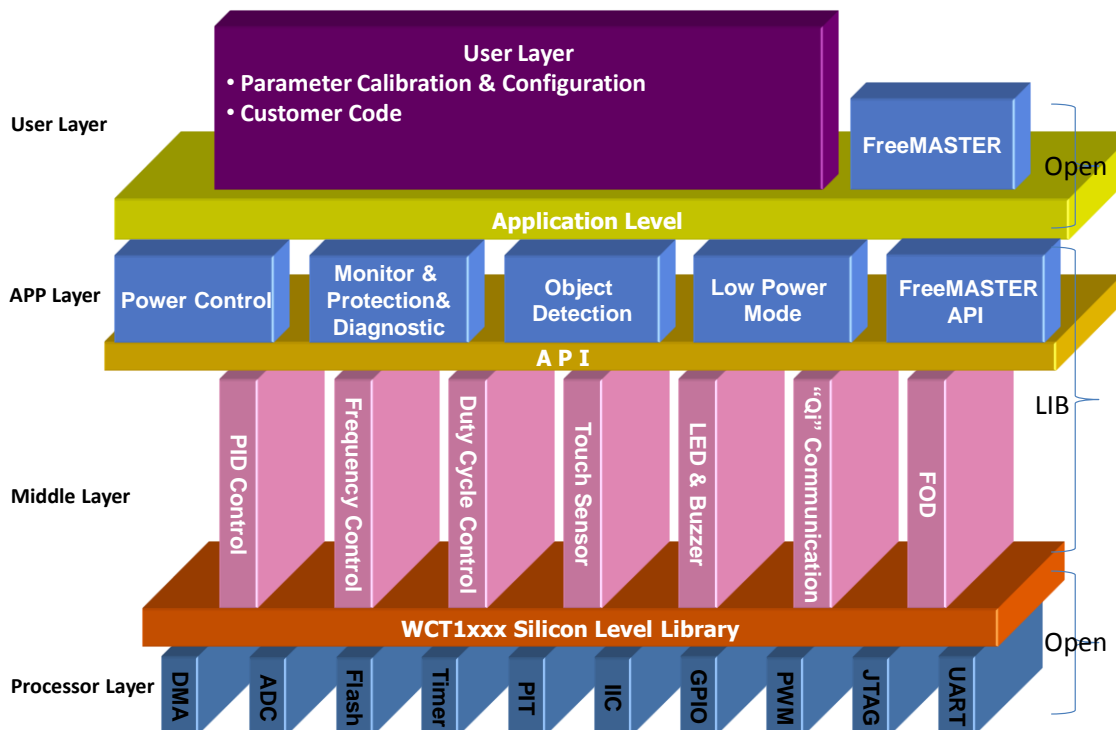 User Layer
• Parameter Calibration & Configuration
• Customer Code
User Layer
FreeMASTER
Open
Application Level
APP Layer
Power Control
Monitor &
Protection&
Diagnostic
Object
Detection
Low Power
Mode
FreeMASTER
API
A P I
PID Control
Frequency Control
Duty Cycle Control
Touch Sensor
LED & Buzzer
“Qi” Communication
FOD
LIB
Middle Layer
WCT1xxx Silicon Level Library
Open
Processor Layer
DMA
ADC
Flash
Timer
PIT
IIC
GPIO
PWM
JTAG
UART